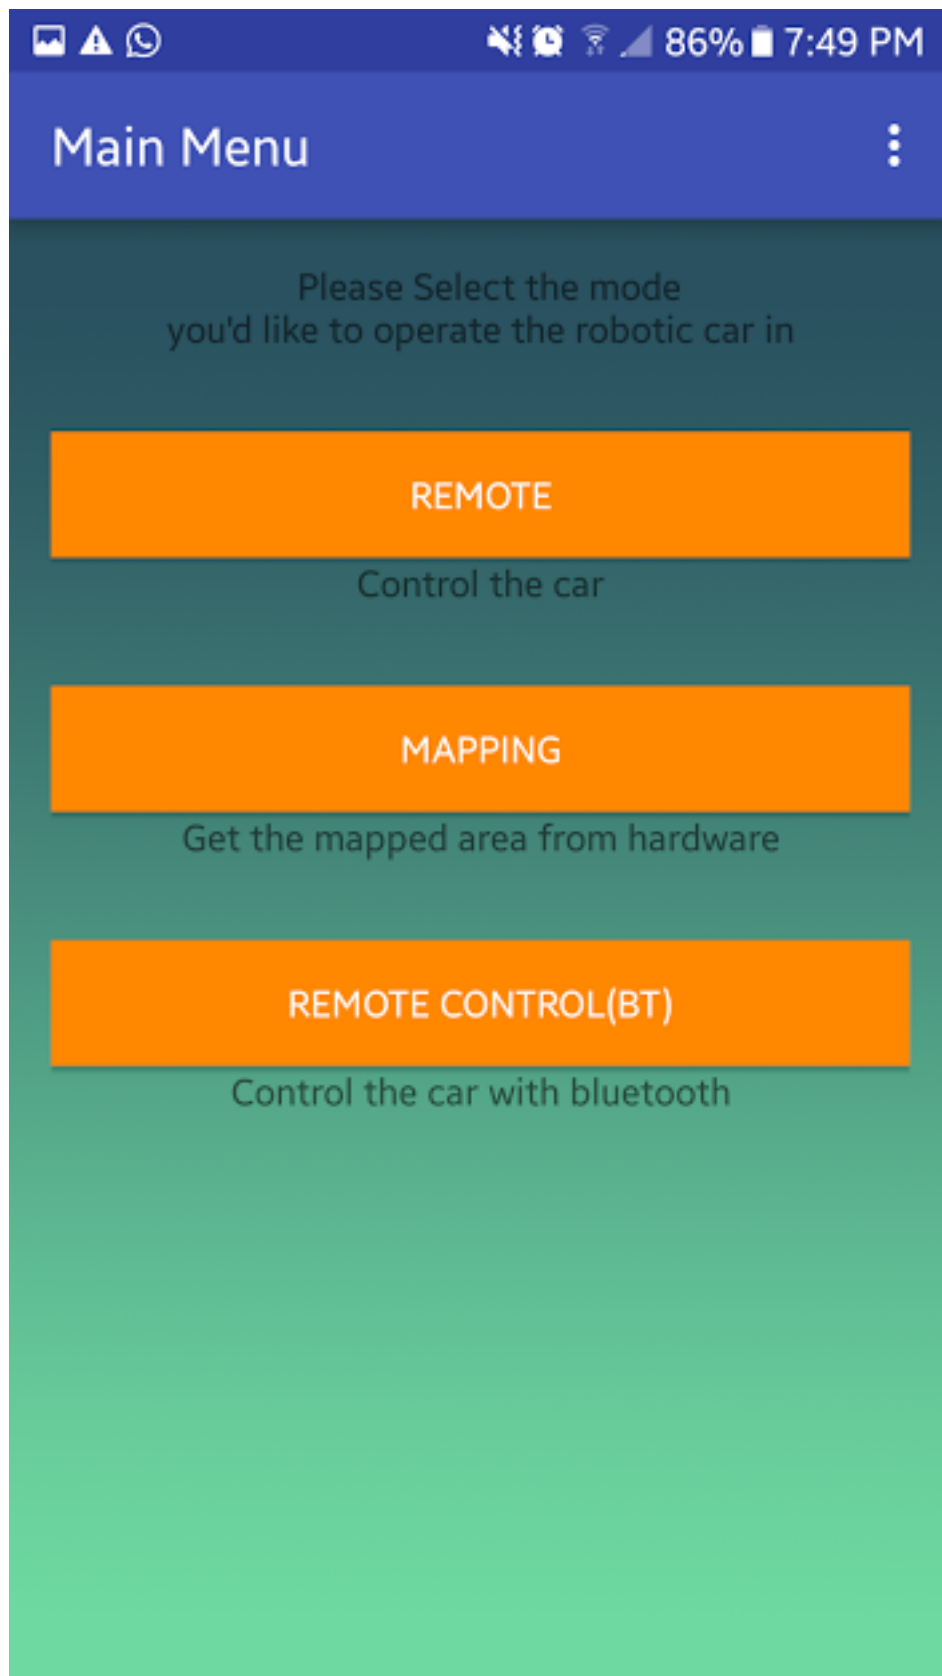 86% 7:49 PM
Main Menu
Please Select the mode
you'd like to operate the robotic car in
REMOTE
Control the car
MAPPING
Get the mapped area from hardware
REMOTE CONTROL(BT)
Control the car with bluetooth